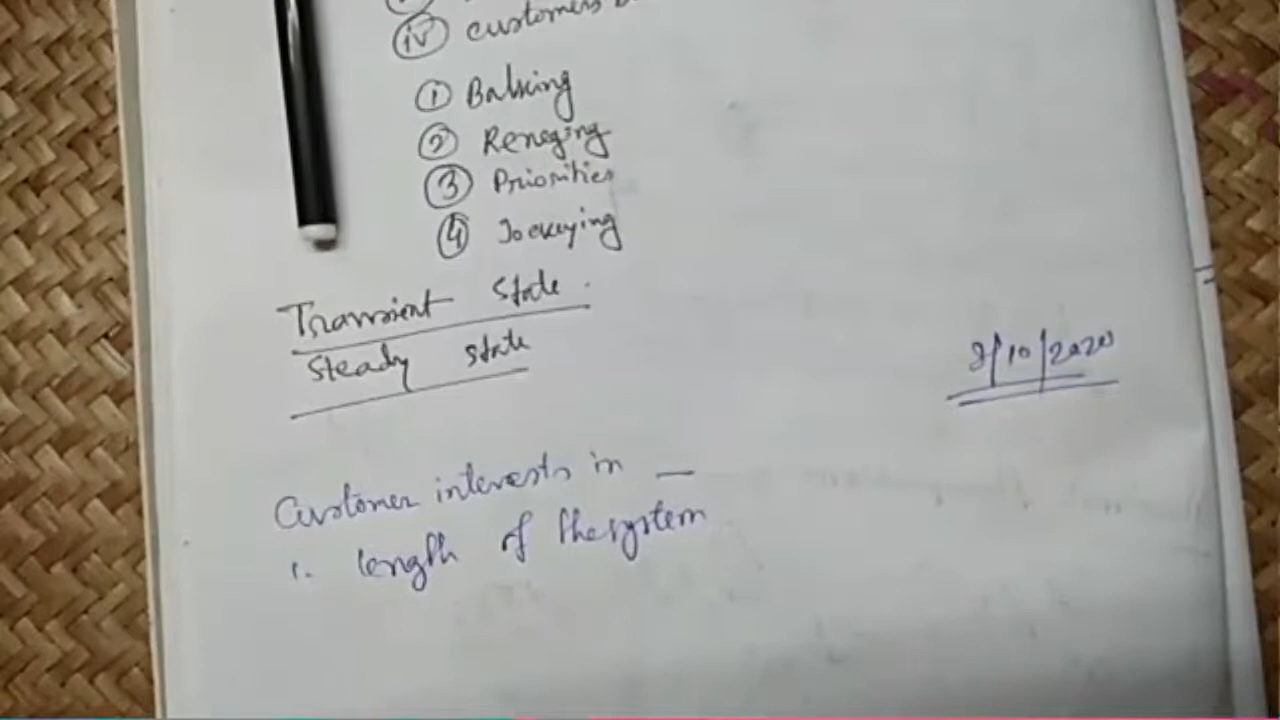 (iv) customers
(1) Balking
(2) Reneging
(3) Priorities
(4) Jockeying
Transient state.
Steady state
8/10/2020
Customer interests in —
1. length of the system